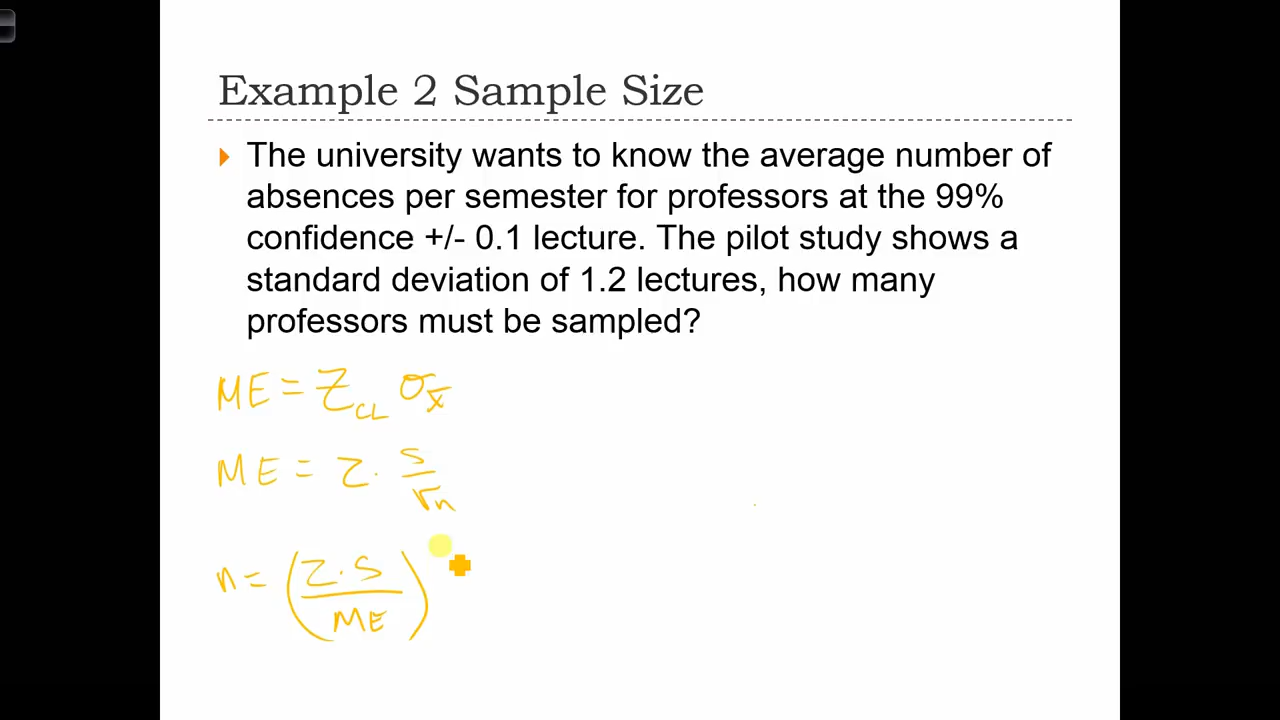 Example 2 Sample Size
The university wants to know the average number of
absences per semester for professors at the 99%
confidence +/- 0.1 lecture. The pilot study shows a
standard deviation of 1.2 lectures, how many
professors must be sampled?
ME = Z_CL σ_x̄
ME = Z · s/√n
n = (Z·S/ME)